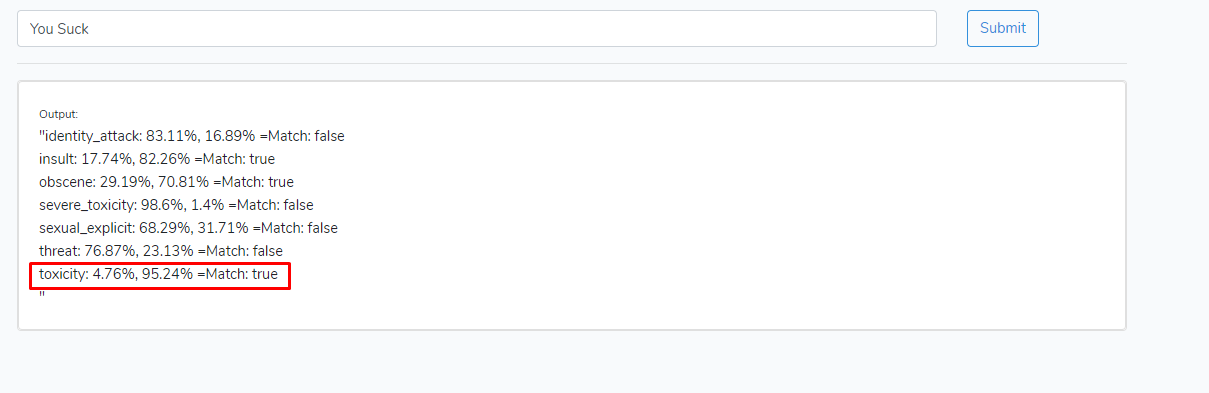 You Suck
Submit
Output:
"identity_attack: 83.11%, 16.89% =Match: false
insult: 17.74%, 82.26% =Match: true
obscene: 29.19%, 70.81% =Match: true
severe_toxicity: 98.6%, 1.4% =Match: false
sexual_explicit: 68.29%, 31.71% =Match: false
threat: 76.87%, 23.13% =Match: false
toxicity: 4.76%, 95.24% =Match: true
"